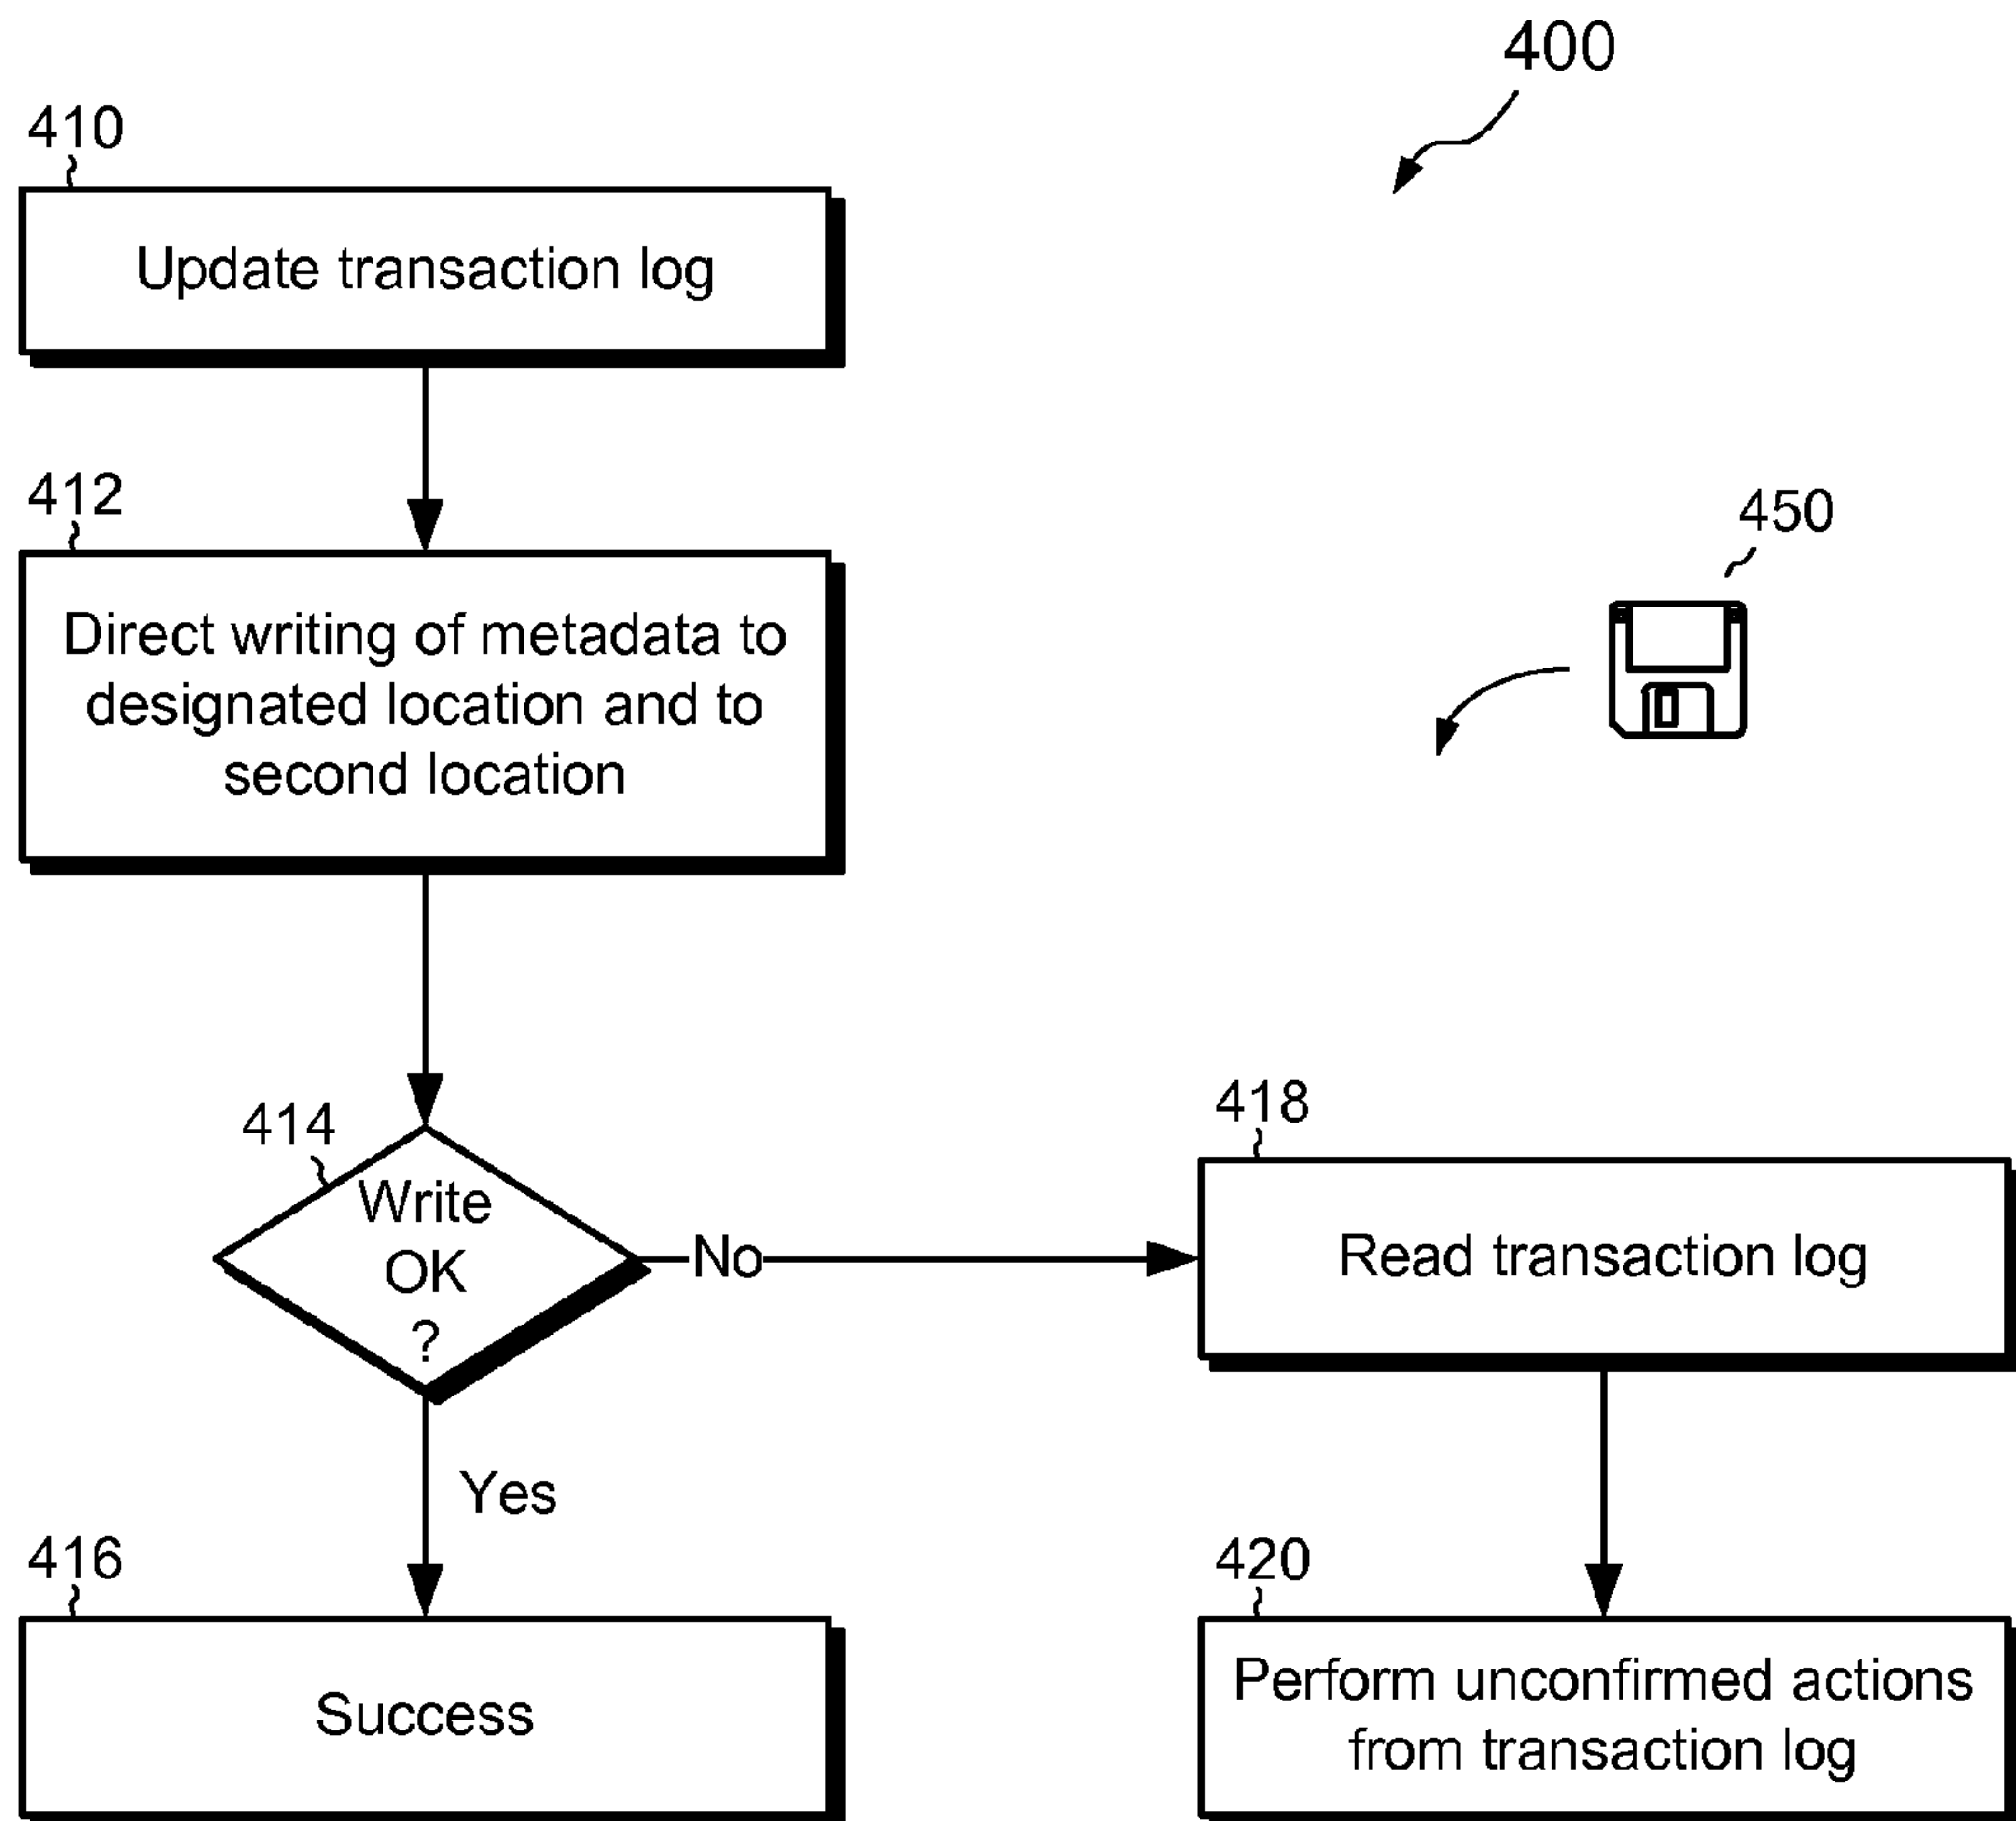 400
410
Update transaction log
412
Direct writing of metadata to
designated location and to
second location
450
414
Write
OK
?
No
418
Read transaction log
Yes
416
Success
420
Perform unconfirmed actions
from transaction log